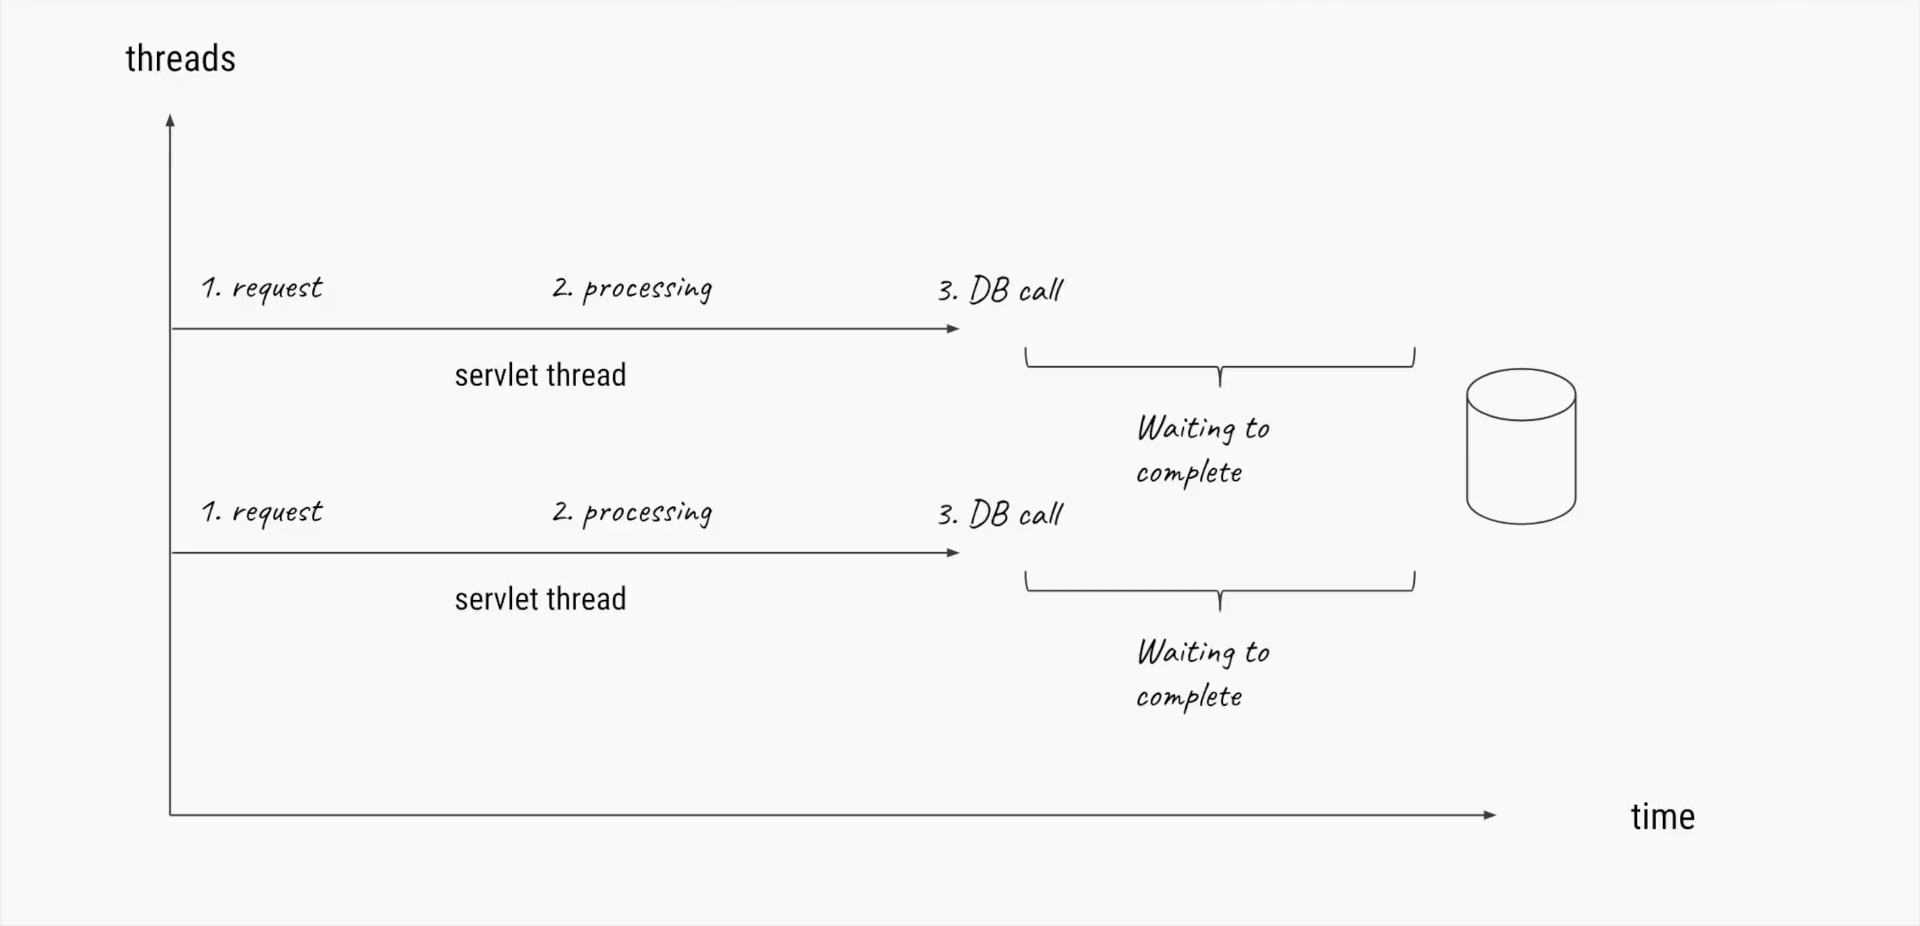 threads
1. request
2. processing
3. DB call
servlet thread
Waiting to
complete
1. request
2. processing
3. DB call
servlet thread
Waiting to
complete
time